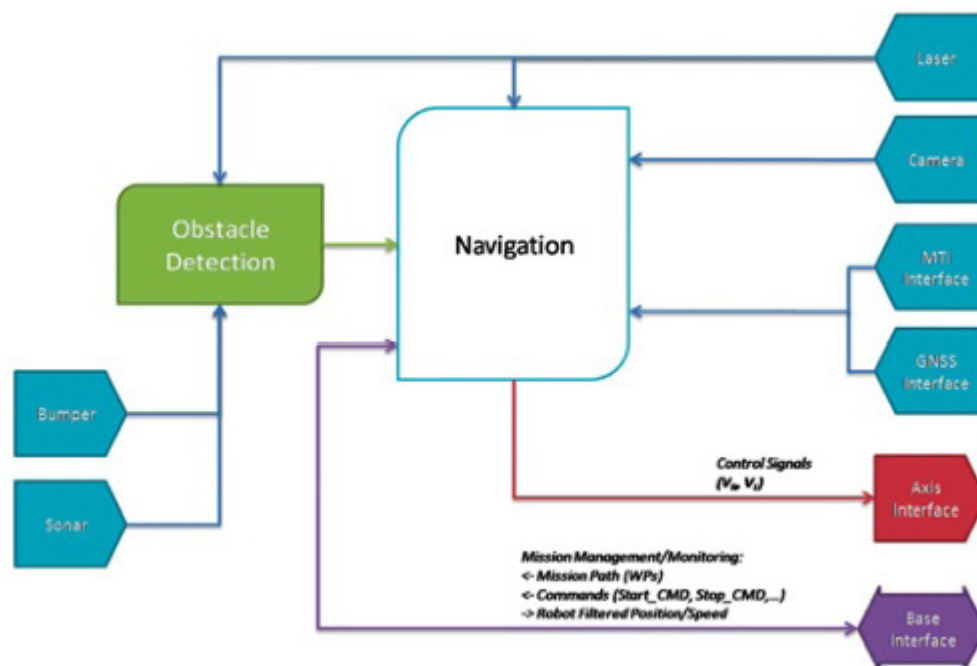 Laser
Camera
Obstacle
Detection
Navigation
MTi
Interface
GNSS
Interface
Bumper
Sonar
Control Signals
Axis
Interface
Mission Management/Monitoring:
<- Mission Path (WPs)
<- Commands (Start_CMD, Stop_CMD,...)
-> Robot Filtered Position/Speed
Base
Interface